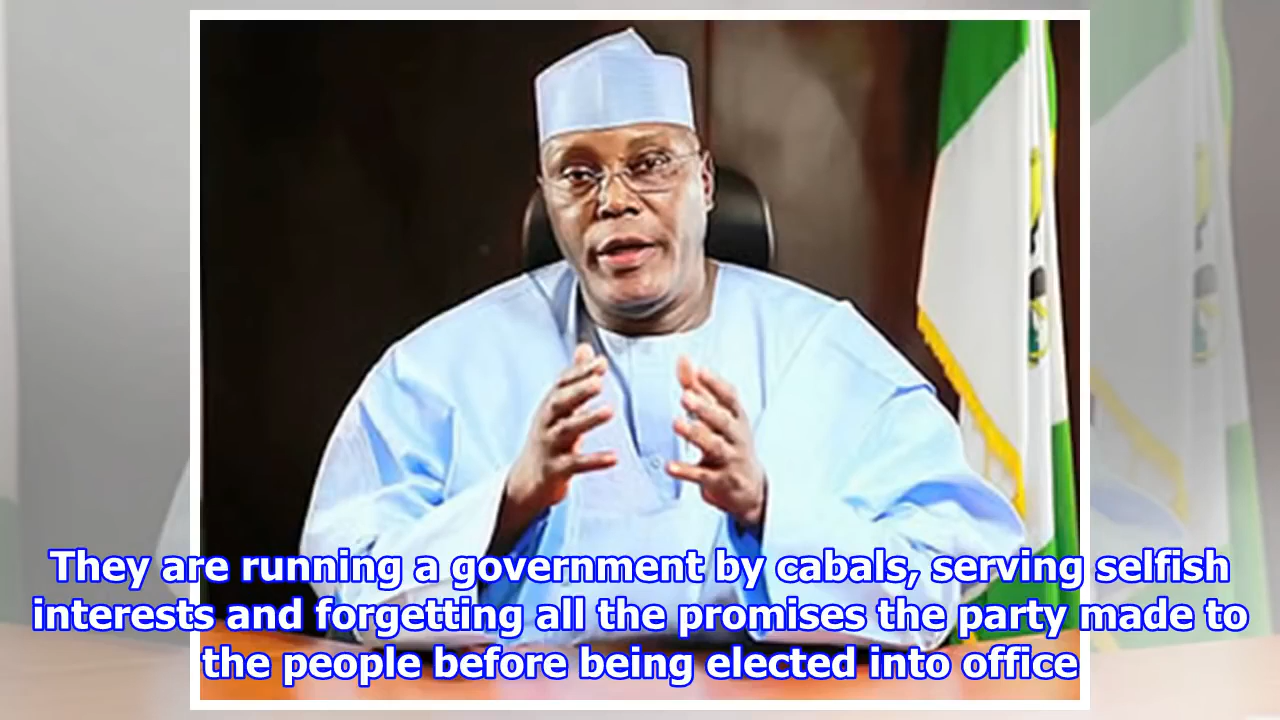 They are running a government by cabals, serving selfish
interests and forgetting all the promises the party made to
the people before being elected into office